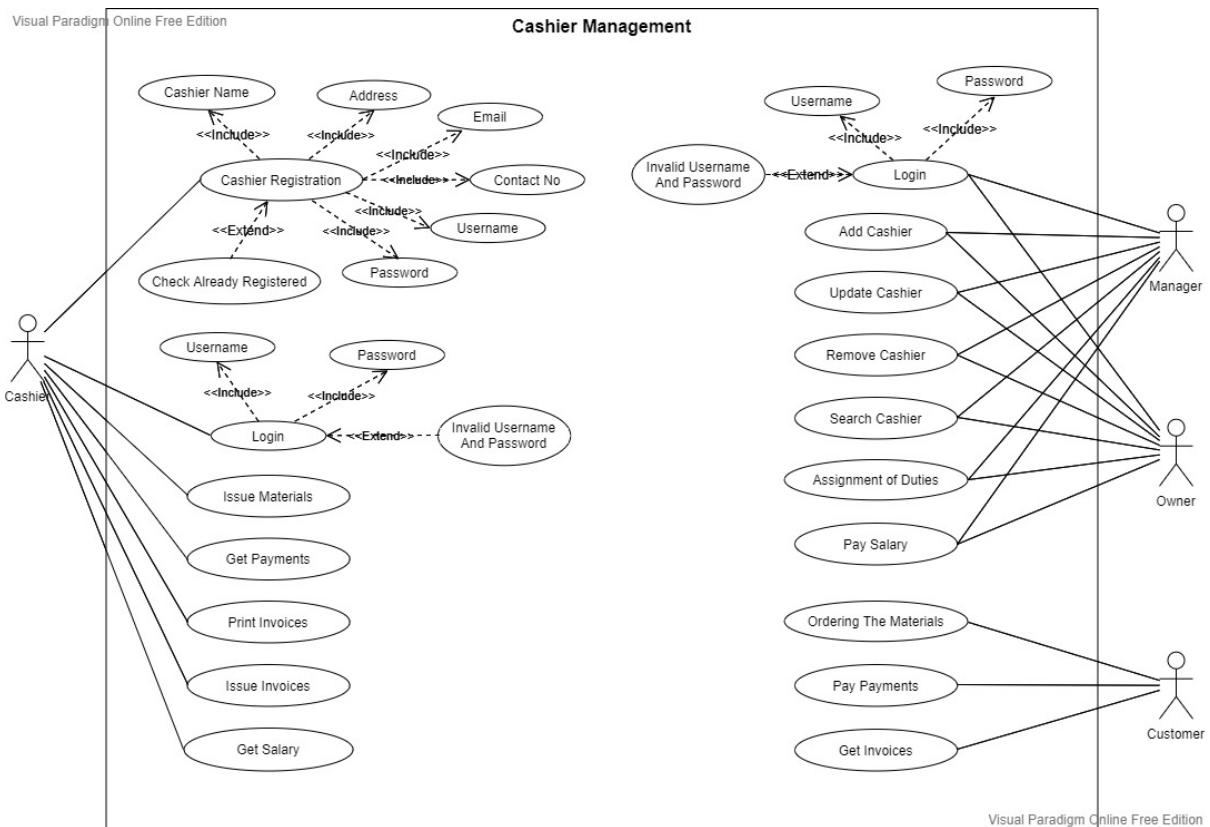 Visual Paradigm Online Free Edition
Cashier Management
Cashier Name
Address
Email
Contact No
Username
Password
<<Include>>
<<Include>>
<<Include>>
<<Include>>
<<Include>>
<<Include>>
Cashier Registration
<<Extend>>
Check Already Registered
Cashier
Username
Password
<<Include>>
<<Include>>
Login
<<Extend>>
Invalid Username
And Password
Issue Materials
Get Payments
Print Invoices
Issue Invoices
Get Salary
Username
Password
<<Include>>
<<Include>>
Invalid Username
And Password
<<Extend>>
Login
Add Cashier
Update Cashier
Remove Cashier
Search Cashier
Assignment of Duties
Pay Salary
Manager
Owner
Ordering The Materials
Pay Payments
Get Invoices
Customer
Visual Paradigm Online Free Edition